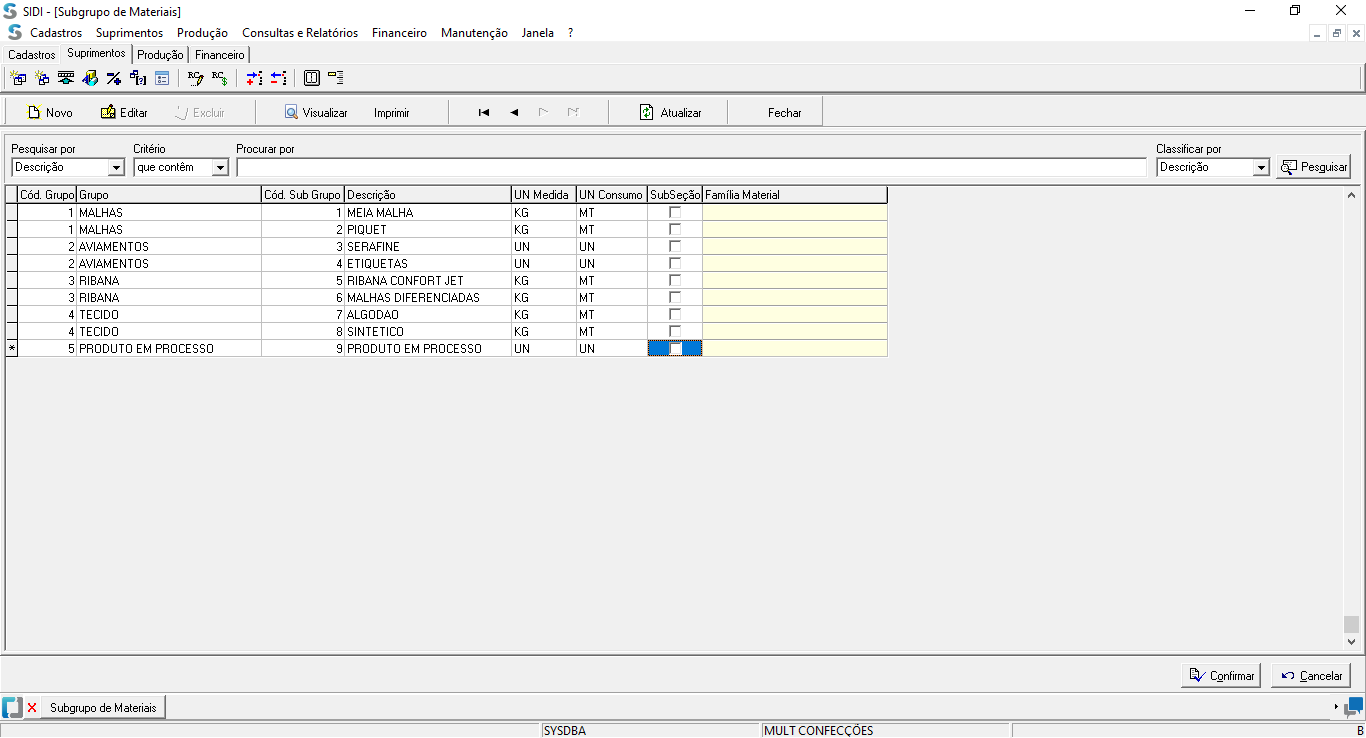 SIDI - [Subgrupo de Materiais]
Cadastros Suprimentos Produção Consultas e Relatórios Financeiro Manutenção Janela ?
Cadastros Suprimentos Produção Financeiro
Novo Editar Excluir Visualizar Imprimir Atualizar Fechar
Pesquisar por Critério Procurar por Classificar por
Descrição que contêm Descrição Pesquisar
Cód. Grupo Grupo Cód. Sub Grupo Descrição UN Medida UN Consumo SubSeção Família Material
1 MALHAS 1 MEIA MALHA KG MT
1 MALHAS 2 PIQUET KG MT
2 AVIAMENTOS 3 SERAFINE UN UN
2 AVIAMENTOS 4 ETIQUETAS UN UN
3 RIBANA 5 RIBANA CONFORT JET KG MT
3 RIBANA 6 MALHAS DIFERENCIADAS KG MT
4 TECIDO 7 ALGODAO KG MT
4 TECIDO 8 SINTETICO KG MT
* 5 PRODUTO EM PROCESSO 9 PRODUTO EM PROCESSO UN UN
Confirmar Cancelar
Subgrupo de Materiais
SYSDBA MULT CONFECÇÕES B